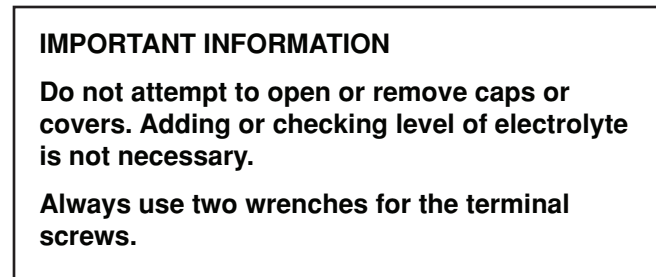 IMPORTANT INFORMATION
Do not attempt to open or remove caps or
covers. Adding or checking level of electrolyte
is not necessary.
Always use two wrenches for the terminal
screws.